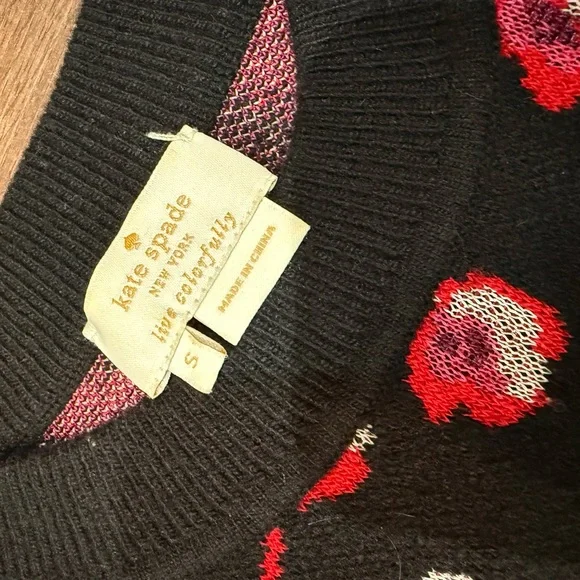 kate spade
NEW YORK
live colorfully
S
MADE IN CHINA